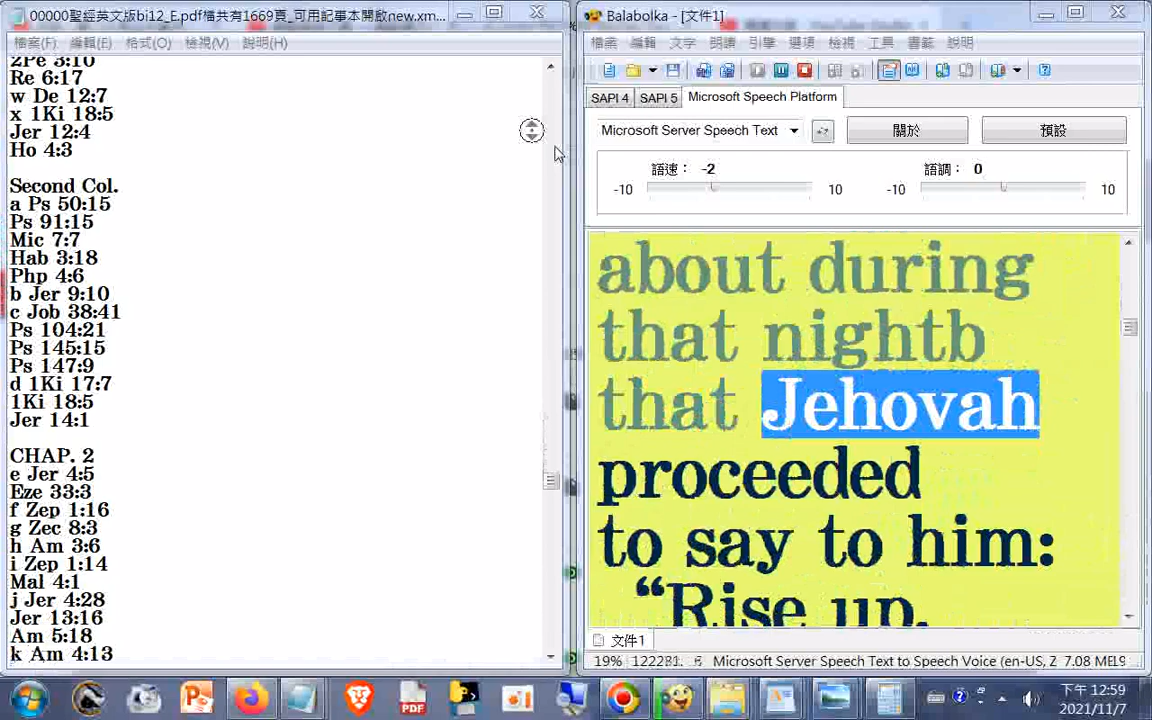 00000聖經英文版bi12_E.pdf檔共有1669頁_可用記事本開啟new.xm...
檔案(F) 編輯(E) 格式(O) 檢視(V) 說明(H)
2Pe 3:10
Re 6:17
w De 12:7
x 1Ki 18:5
Jer 12:4
Ho 4:3
Second Col.
a Ps 50:15
Ps 91:15
Mic 7:7
Hab 3:18
Php 4:6
b Jer 9:10
c Job 38:41
Ps 104:21
Ps 145:15
Ps 147:9
d 1Ki 17:7
1Ki 18:5
Jer 14:1
CHAP. 2
e Jer 4:5
Eze 33:3
f Zep 1:16
g Zec 8:3
h Am 3:6
i Zep 1:14
Mal 4:1
j Jer 4:28
Jer 13:16
Am 5:18
k Am 4:13
Balabolka - [文件1]
檔案 編輯 文字 朗讀 引擎 選項 檢視 工具 書籤 說明
SAPI 4 SAPI 5 Microsoft Speech Platform
Microsoft Server Speech Text 關於 預設
語速： -2 語調： 0
-10 10 -10 10
about during
that nightb
that Jehovah
proceeded
to say to him:
“Rise up,
文件1
19% Microsoft Server Speech Text to Speech Voice (en-US, Z 7.08
PDF
下午 12:59
2021/11/7